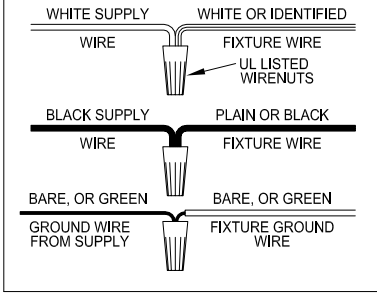 WHITE SUPPLY WHITE OR IDENTIFIED
WIRE FIXTURE WIRE
UL LISTED
WIRENUTS
BLACK SUPPLY PLAIN OR BLACK
WIRE FIXTURE WIRE
BARE, OR GREEN BARE, OR GREEN
GROUND WIRE FIXTURE GROUND
FROM SUPPLY WIRE